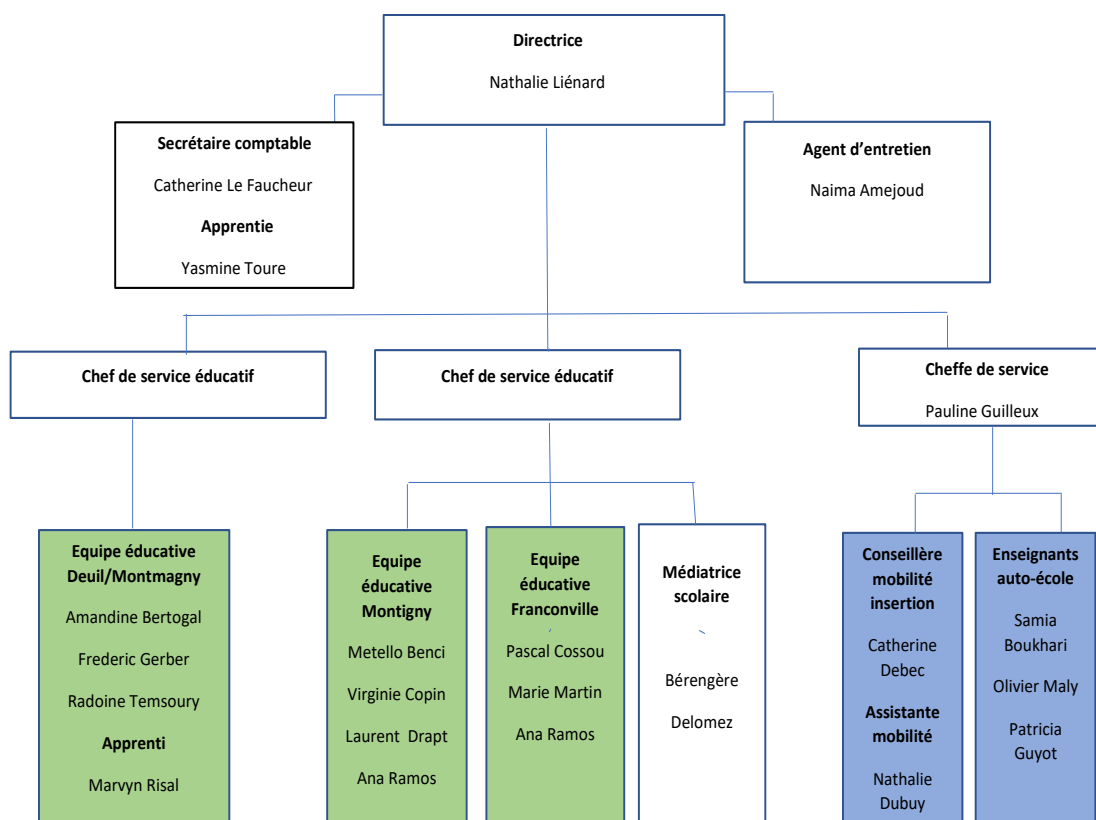 Directrice
Nathalie Liénard
Secrétaire comptable
Catherine Le Faucheur
Apprentie
Yasmine Toure
Agent d’entretien
Naima Amejoud
Chef de service éducatif
Chef de service éducatif
Cheffe de service
Pauline Guilleux
Equipe éducative
Deuil/Montmagny
Amandine Bertogal
Frederic Gerber
Radoine Temsoury
Apprenti
Marvyn Risal
Equipe
éducative
Montigny
Metello Benci
Virginie Copin
Laurent Drapt
Ana Ramos
Equipe
éducative
Franconville
Pascal Cossou
Marie Martin
Ana Ramos
Médiatrice
scolaire
Bérengère
Delomez
Conseillère
mobilité
insertion
Catherine
Debec
Assistante
mobilité
Nathalie
Dubuy
Enseignants
auto-école
Samia
Boukhari
Olivier Maly
Patricia
Guyot